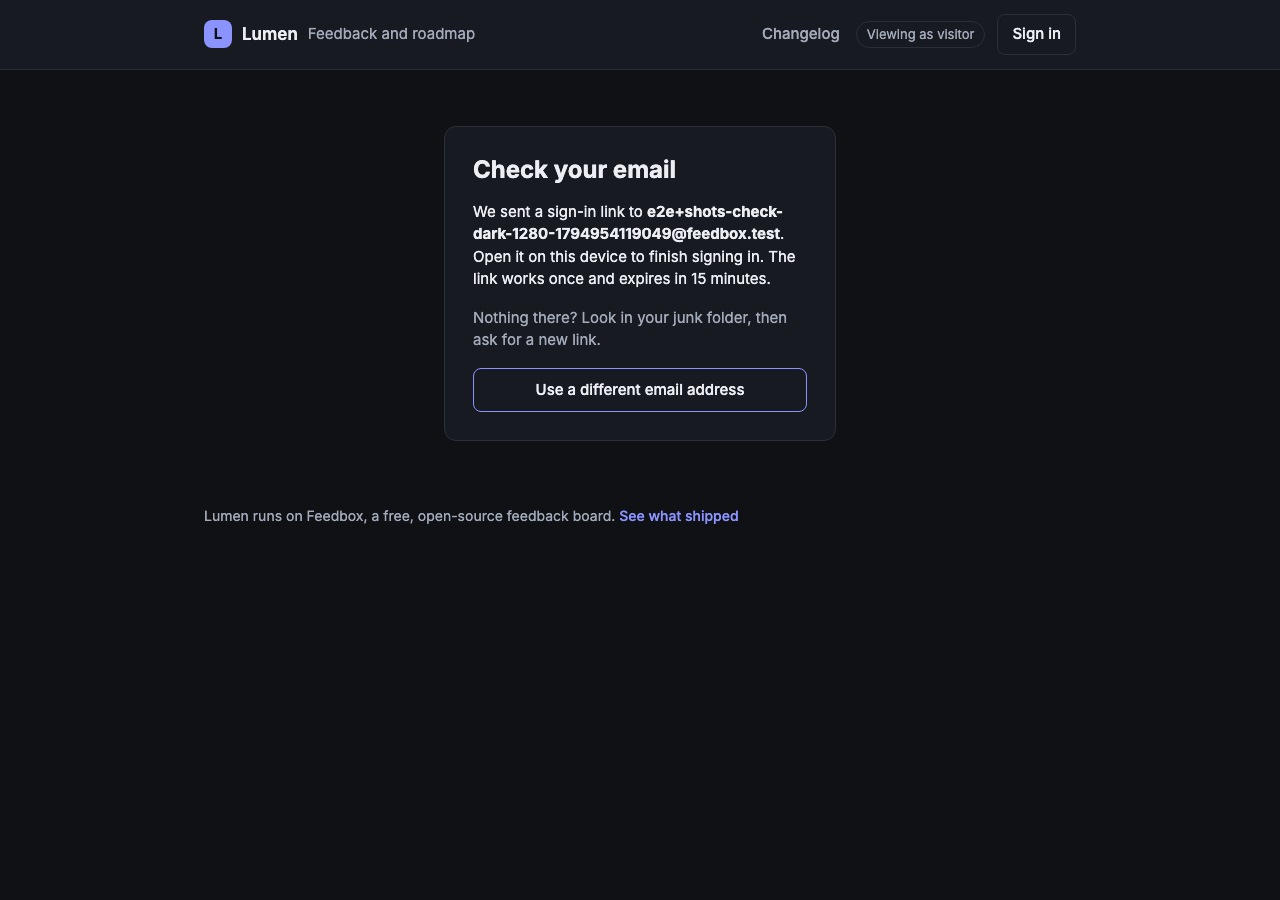 L Lumen Feedback and roadmap Changelog Viewing as visitor Sign in
Check your email
We sent a sign-in link to e2e+shots-check-
dark-1280-1794954119049@feedbox.test.
Open it on this device to finish signing in. The
link works once and expires in 15 minutes.
Nothing there? Look in your junk folder, then
ask for a new link.
Use a different email address
Lumen runs on Feedbox, a free, open-source feedback board. See what shipped